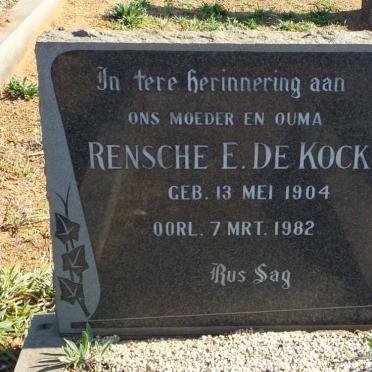 In tere herinnering aan
ONS MOEDER EN OUMA
RENSCHE E. DE KOCK
GEB. 13 MEI 1904
OORL. 7 MRT. 1982
Rus Sag